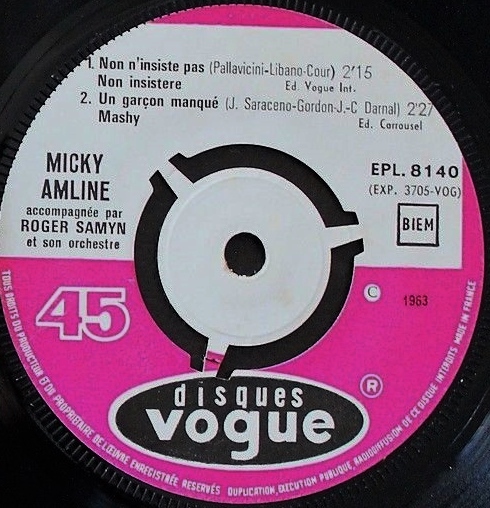 1. Non n'insiste pas (Pallavicini-Libano-Cour) 2'15
Non insistere Ed. Vogue Int.
2. Un garçon manqué (J. Saraceno-Gordon-J.-C Darnal) 2'27
Mashy Ed. Carrousel
MICKY
AMLINE
accompagnée par
ROGER SAMYN
et son orchestre
EPL. 8140
(EXP. 3705-VOG)
BIEM
45
© 1963
disques
vogue
®
TOUS DROITS DU PRODUCTEUR ET DU PROPRIÉTAIRE DE L'ŒUVRE ENREGISTRÉE RÉSERVÉS DUPLICATION, EXÉCUTION PUBLIQUE, RADIODIFFUSION DE CE DISQUE INTERDITS MADE IN FRANCE